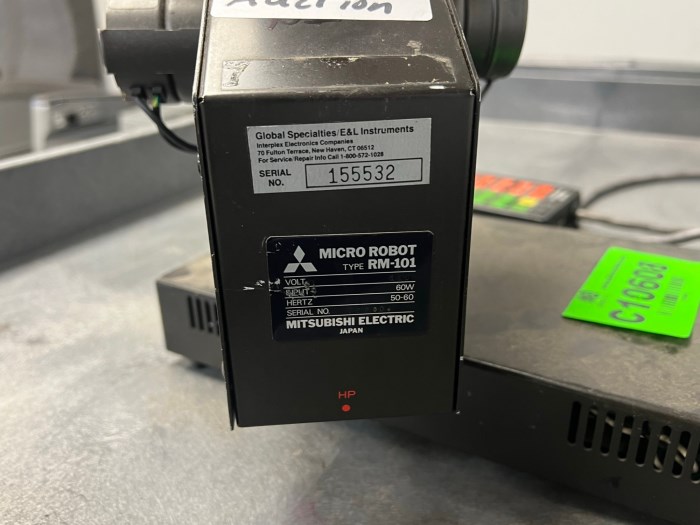 Auction
Global Specialties/E&L Instruments
Interplex Electronics Companies
70 Fulton Terrace, New Haven, CT 06512
For Service/Repair Info Call 1-800-572-1028
SERIAL NO. 155532
MICRO ROBOT
TYPE RM-101
VOLT
INPUT 60W
HERTZ 50-60
SERIAL NO.
MITSUBISHI ELECTRIC
JAPAN
HP
C10603